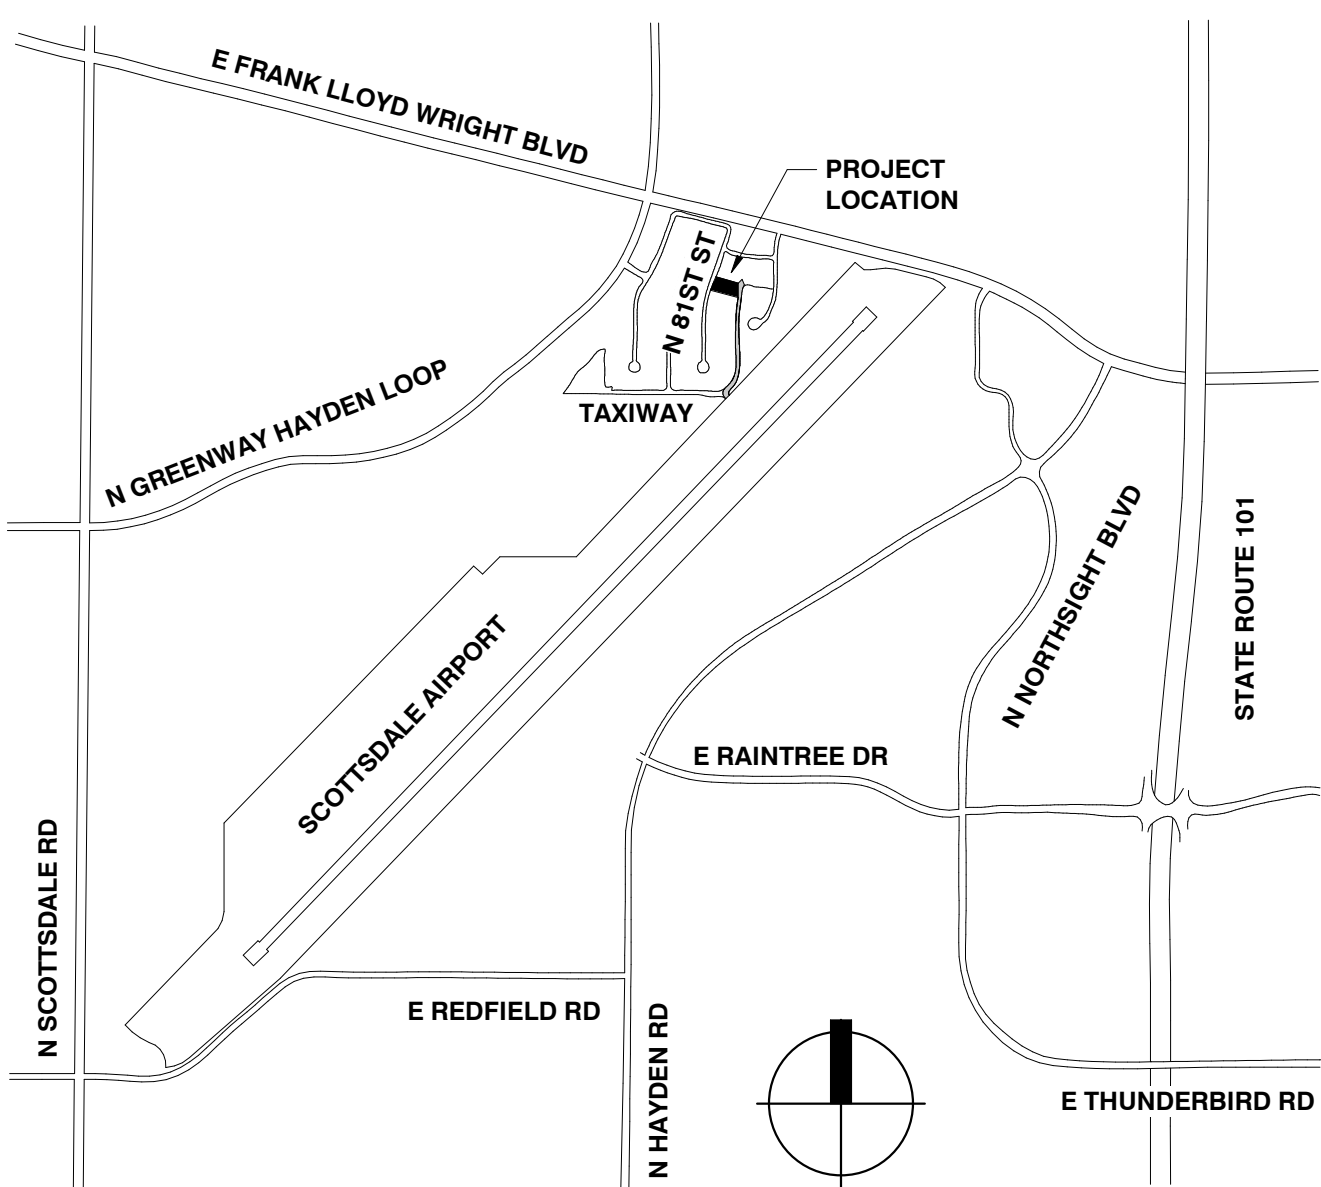 E FRANK LLOYD WRIGHT BLVD
PROJECT
LOCATION
N 81ST ST
N GREENWAY HAYDEN LOOP
TAXIWAY
N NORTHSIGHT BLVD
STATE ROUTE 101
SCOTTSDALE AIRPORT
E RAINTREE DR
N SCOTTSDALE RD
E REDFIELD RD
N HAYDEN RD
E THUNDERBIRD RD